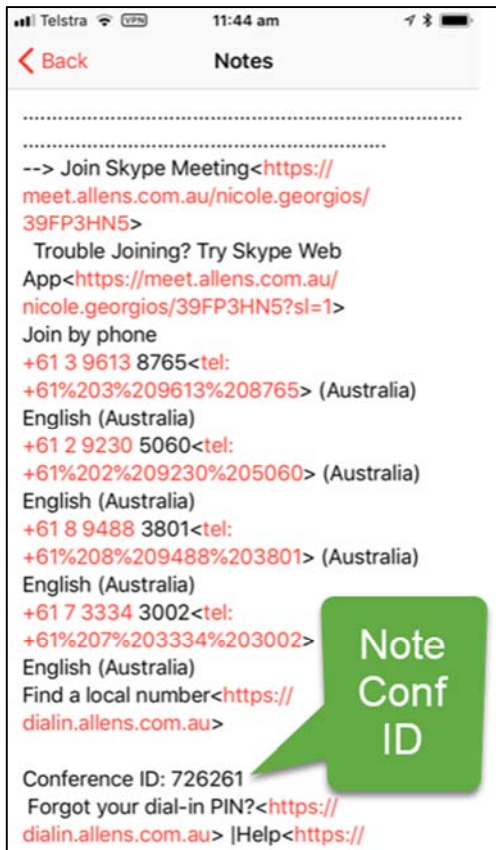 Telstra VPN 11:44 am
Back Notes
................................................................................
..................................................................
--> Join Skype Meeting<https://
meet.allens.com.au/nicole.georgios/
39FP3HN5>
Trouble Joining? Try Skype Web
App<https://meet.allens.com.au/
nicole.georgios/39FP3HN5?sl=1>
Join by phone
+61 3 9613 8765<tel:
+61%203%209613%208765> (Australia)
English (Australia)
+61 2 9230 5060<tel:
+61%202%209230%205060> (Australia)
English (Australia)
+61 8 9488 3801<tel:
+61%208%209488%203801> (Australia)
English (Australia)
+61 7 3334 3002<tel:
+61%207%203334%203002>
English (Australia)
Find a local number<https://
dialin.allens.com.au>
Note
Conf
ID
Conference ID: 726261
Forgot your dial-in PIN?<https://
dialin.allens.com.au> |Help<https://